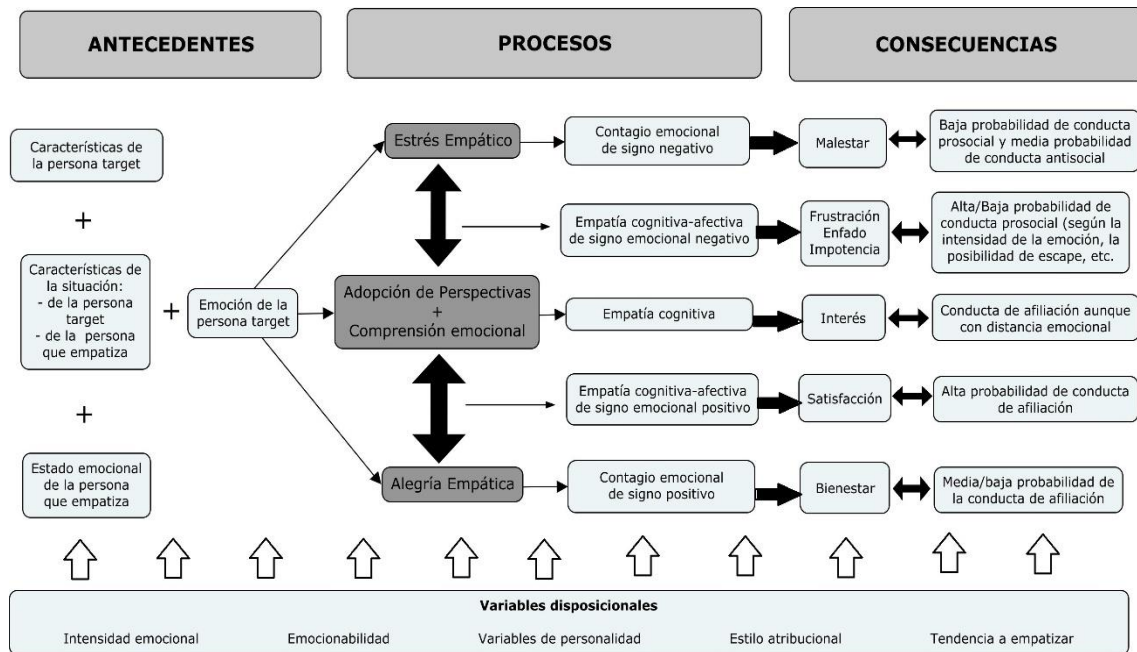 ANTECEDENTES
PROCESOS
CONSECUENCIAS
Características de
la persona target
+
Características de
la situación:
- de la persona
target
- de la persona
que empatiza
+
Estado emocional
de la persona
que empatiza
+
Emoción de la
persona target
Estrés Empático
Adopción de Perspectivas
+
Comprensión emocional
Alegría Empática
Contagio emocional
de signo negativo
Empatía cognitiva-afectiva
de signo emocional negativo
Empatía cognitiva
Empatía cognitiva-afectiva
de signo emocional positivo
Contagio emocional
de signo positivo
Malestar
Frustración
Enfado
Impotencia
Interés
Satisfacción
Bienestar
Baja probabilidad de conducta
prosocial y media probabilidad
de conducta antisocial
Alta/Baja probabilidad de
conducta prosocial (según la
intensidad de la emoción, la
posibilidad de escape, etc.
Conducta de afiliación aunque
con distancia emocional
Alta probabilidad de conducta
de afiliación
Media/baja probabilidad de
la conducta de afiliación
Variables disposicionales
Intensidad emocional
Emocionabilidad
Variables de personalidad
Estilo atribucional
Tendencia a empatizar